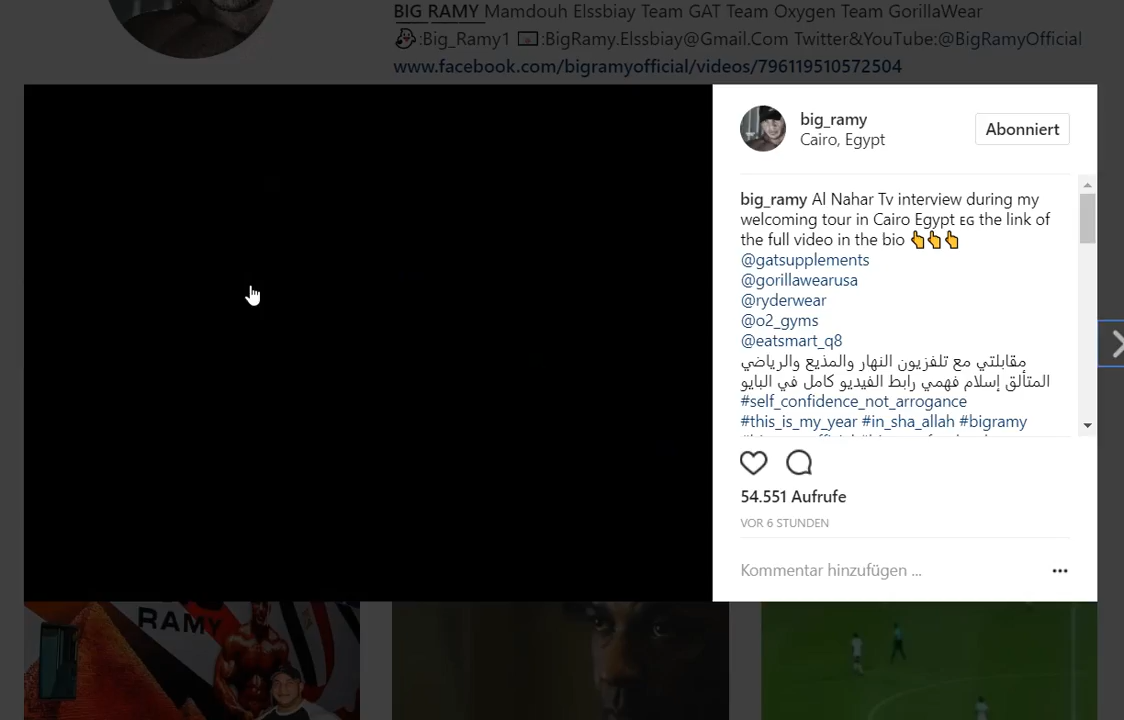 BIG RAMY Mamdouh Elssbiay Team GAT Team Oxygen Team GorillaWear
👻:Big_Ramy1 📧:BigRamy.Elssbiay@Gmail.Com Twitter&YouTube:@BigRamyOfficial
www.facebook.com/bigramyofficial/videos/796119510572504
big_ramy
Cairo, Egypt
Abonniert
big_ramy Al Nahar Tv interview during my
welcoming tour in Cairo Egypt EG the link of
the full video in the bio 👆👆👆
@gatsupplements
@gorillawearusa
@ryderwear
@o2_gyms
@eatsmart_q8
مقابلتي مع تلفزيون النهار والمذيع والرياضي
المتألق إسلام فهمي رابط الفيديو كامل في البايو
#self_confidence_not_arrogance
#this_is_my_year #in_sha_allah #bigramy
54.551 Aufrufe
VOR 6 STUNDEN
Kommentar hinzufügen ...
RAMY